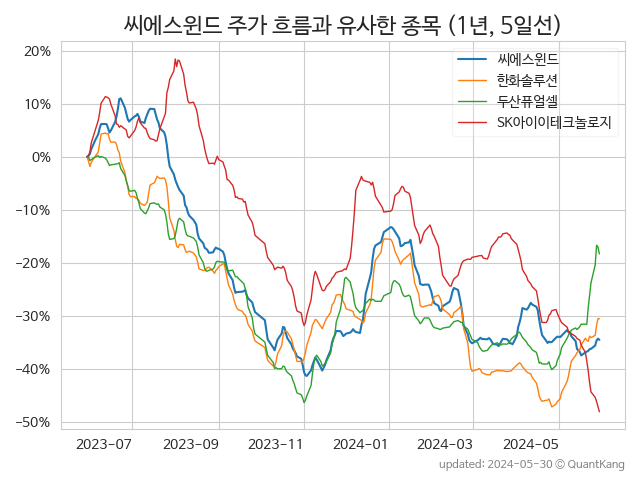 씨에스윈드 주가 흐름과 유사한 종목 (1년, 5일선)
씨에스윈드
한화솔루션
두산퓨얼셀
SK아이이테크놀로지
20%
10%
0%
−10%
−20%
−30%
−40%
−50%
2023-07
2023-09
2023-11
2024-01
2024-03
2024-05
updated: 2024-05-30 © QuantKang